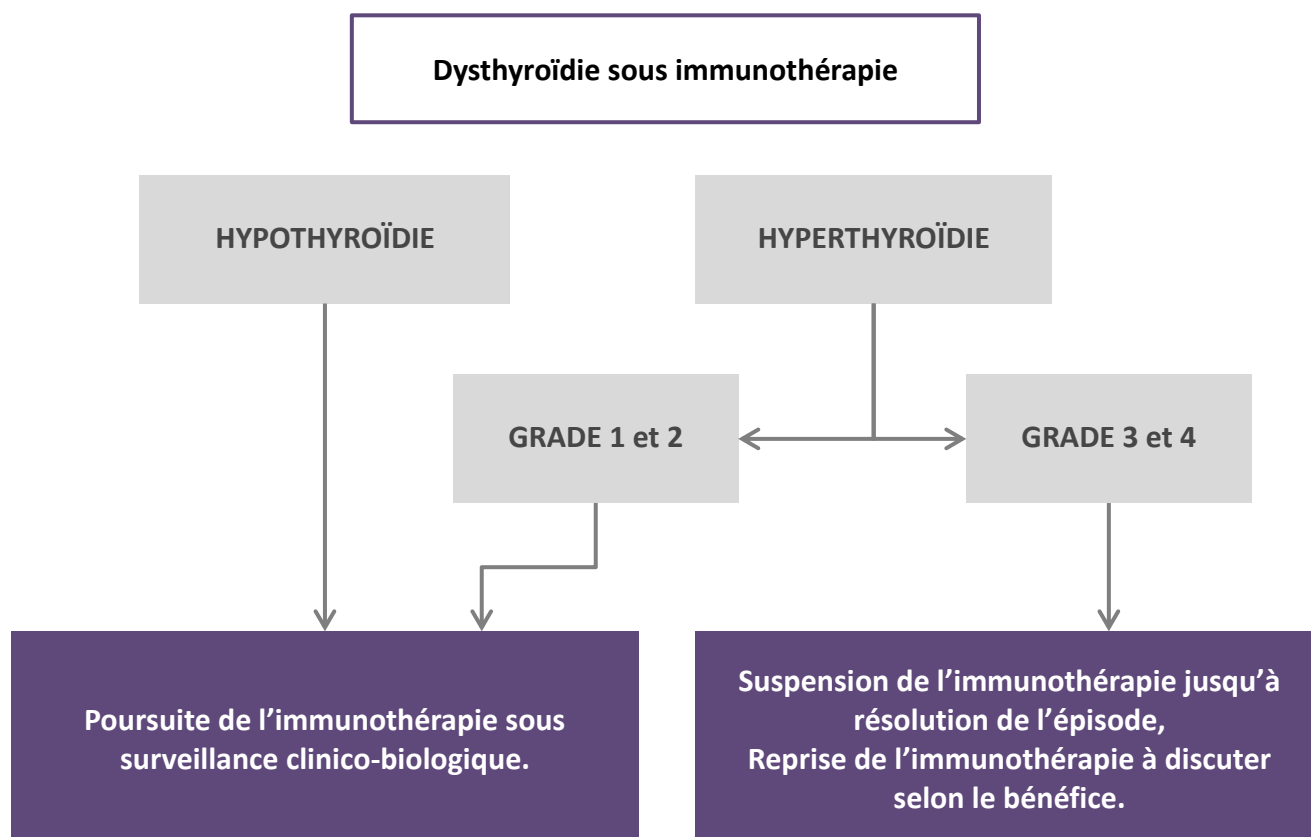 Dysthyroïdie sous immunothérapie
HYPOTHYROÏDIE
HYPERTHYROÏDIE
GRADE 1 et 2
GRADE 3 et 4
Poursuite de l’immunothérapie sous
surveillance clinico-biologique.
Suspension de l’immunothérapie jusqu’à
résolution de l’épisode,
Reprise de l’immunothérapie à discuter
selon le bénéfice.